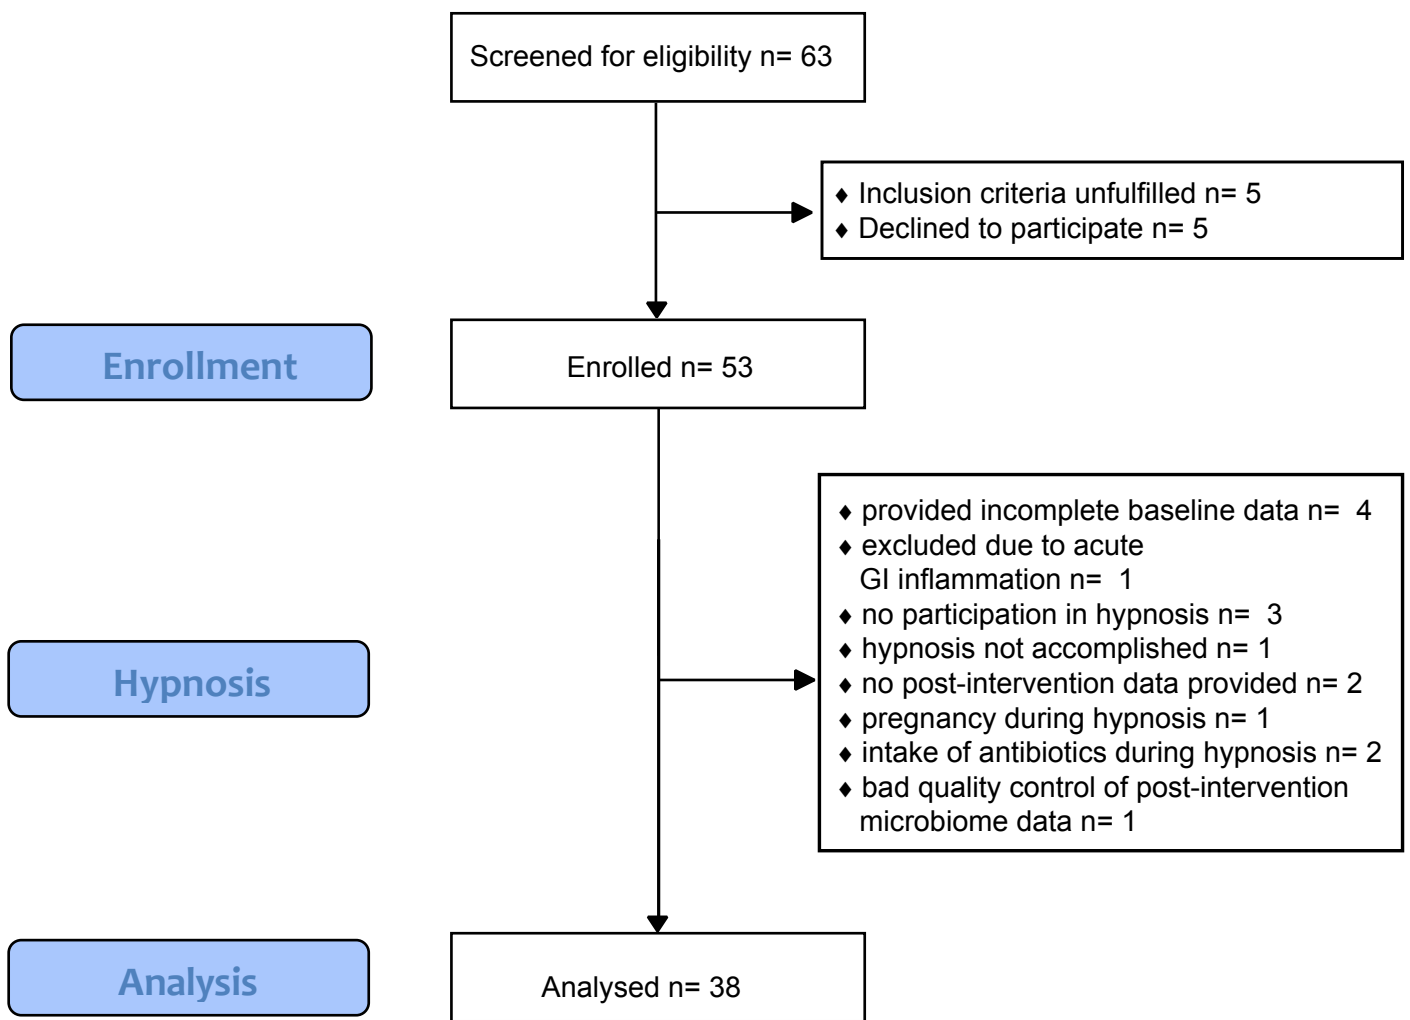 Screened for eligibility n= 63
♦ Inclusion criteria unfulfilled n= 5
♦ Declined to participate n= 5
Enrollment
Enrolled n= 53
♦ provided incomplete baseline data n=  4
♦ excluded due to acute
GI inflammation n=  1
♦ no participation in hypnosis n=  3
♦ hypnosis not accomplished n= 1
♦ no post-intervention data provided n= 2
♦ pregnancy during hypnosis n= 1
♦ intake of antibiotics during hypnosis n= 2
♦ bad quality control of post-intervention
microbiome data n= 1
Hypnosis
Analysis
Analysed n= 38